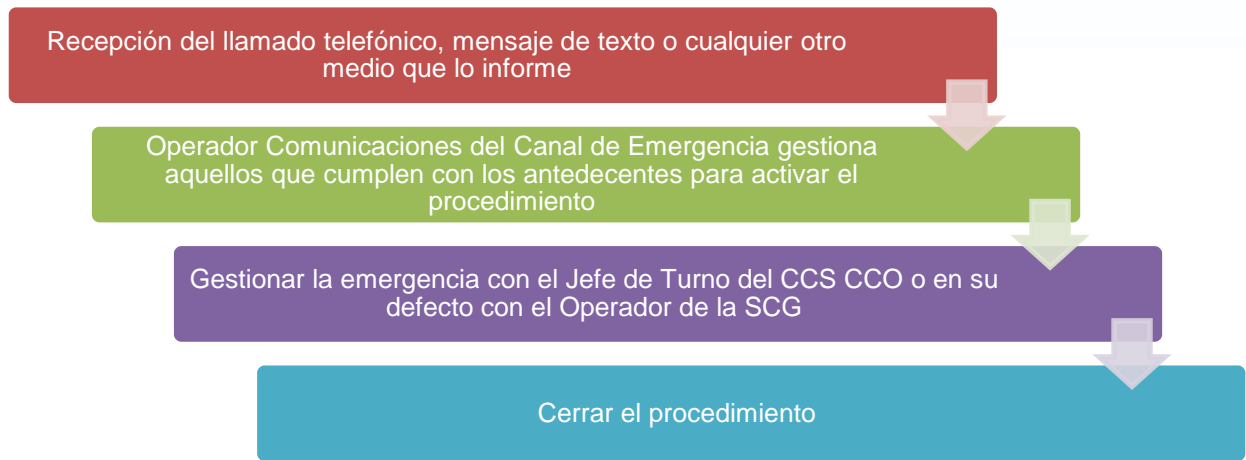 Recepción del llamado telefónico, mensaje de texto o cualquier otro
medio que lo informe
Operador Comunicaciones del Canal de Emergencia gestiona
aquellos que cumplen con los antedecentes para activar el
procedimiento
Gestionar la emergencia con el Jefe de Turno del CCS CCO o en su
defecto con el Operador de la SCG
Cerrar el procedimiento